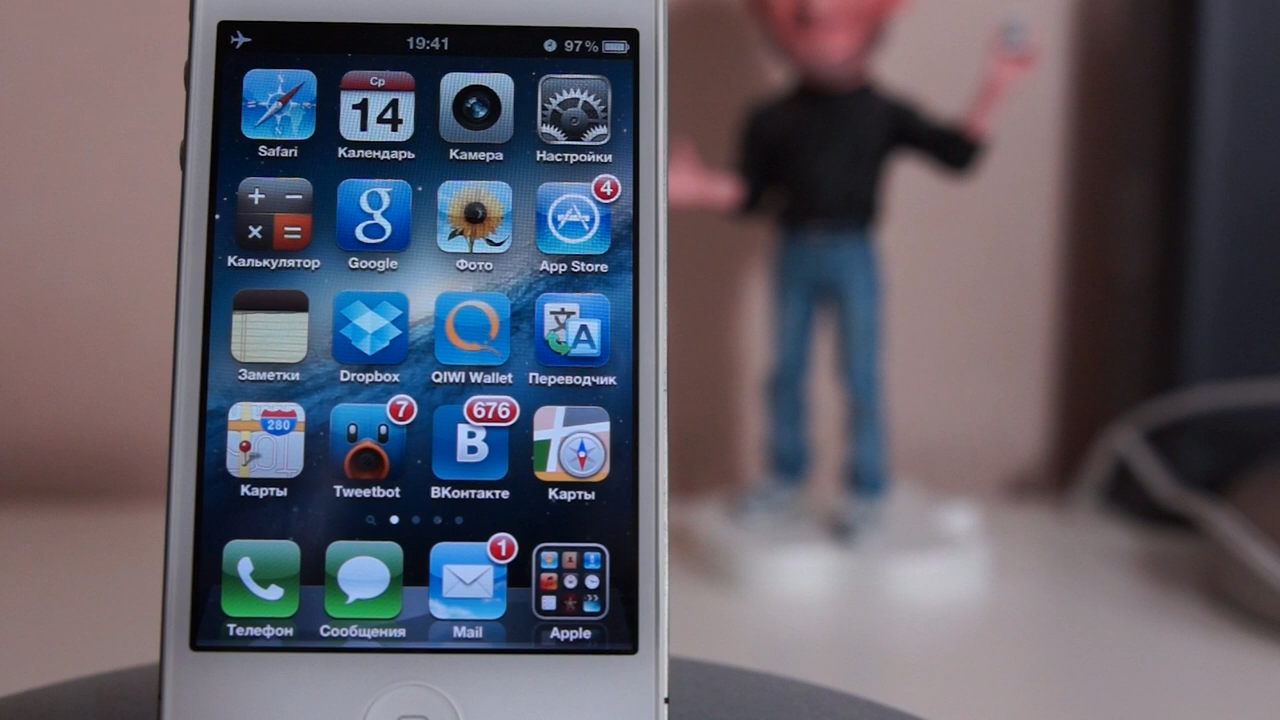 19:41 97%
Ср
14
Safari Календарь Камера Настройки
4
Калькулятор Google Фото App Store
Заметки Dropbox QIWI Wallet Переводчик
280 7 676
В
Карты Tweetbot ВКонтакте Карты
1
Телефон Сообщения Mail Apple